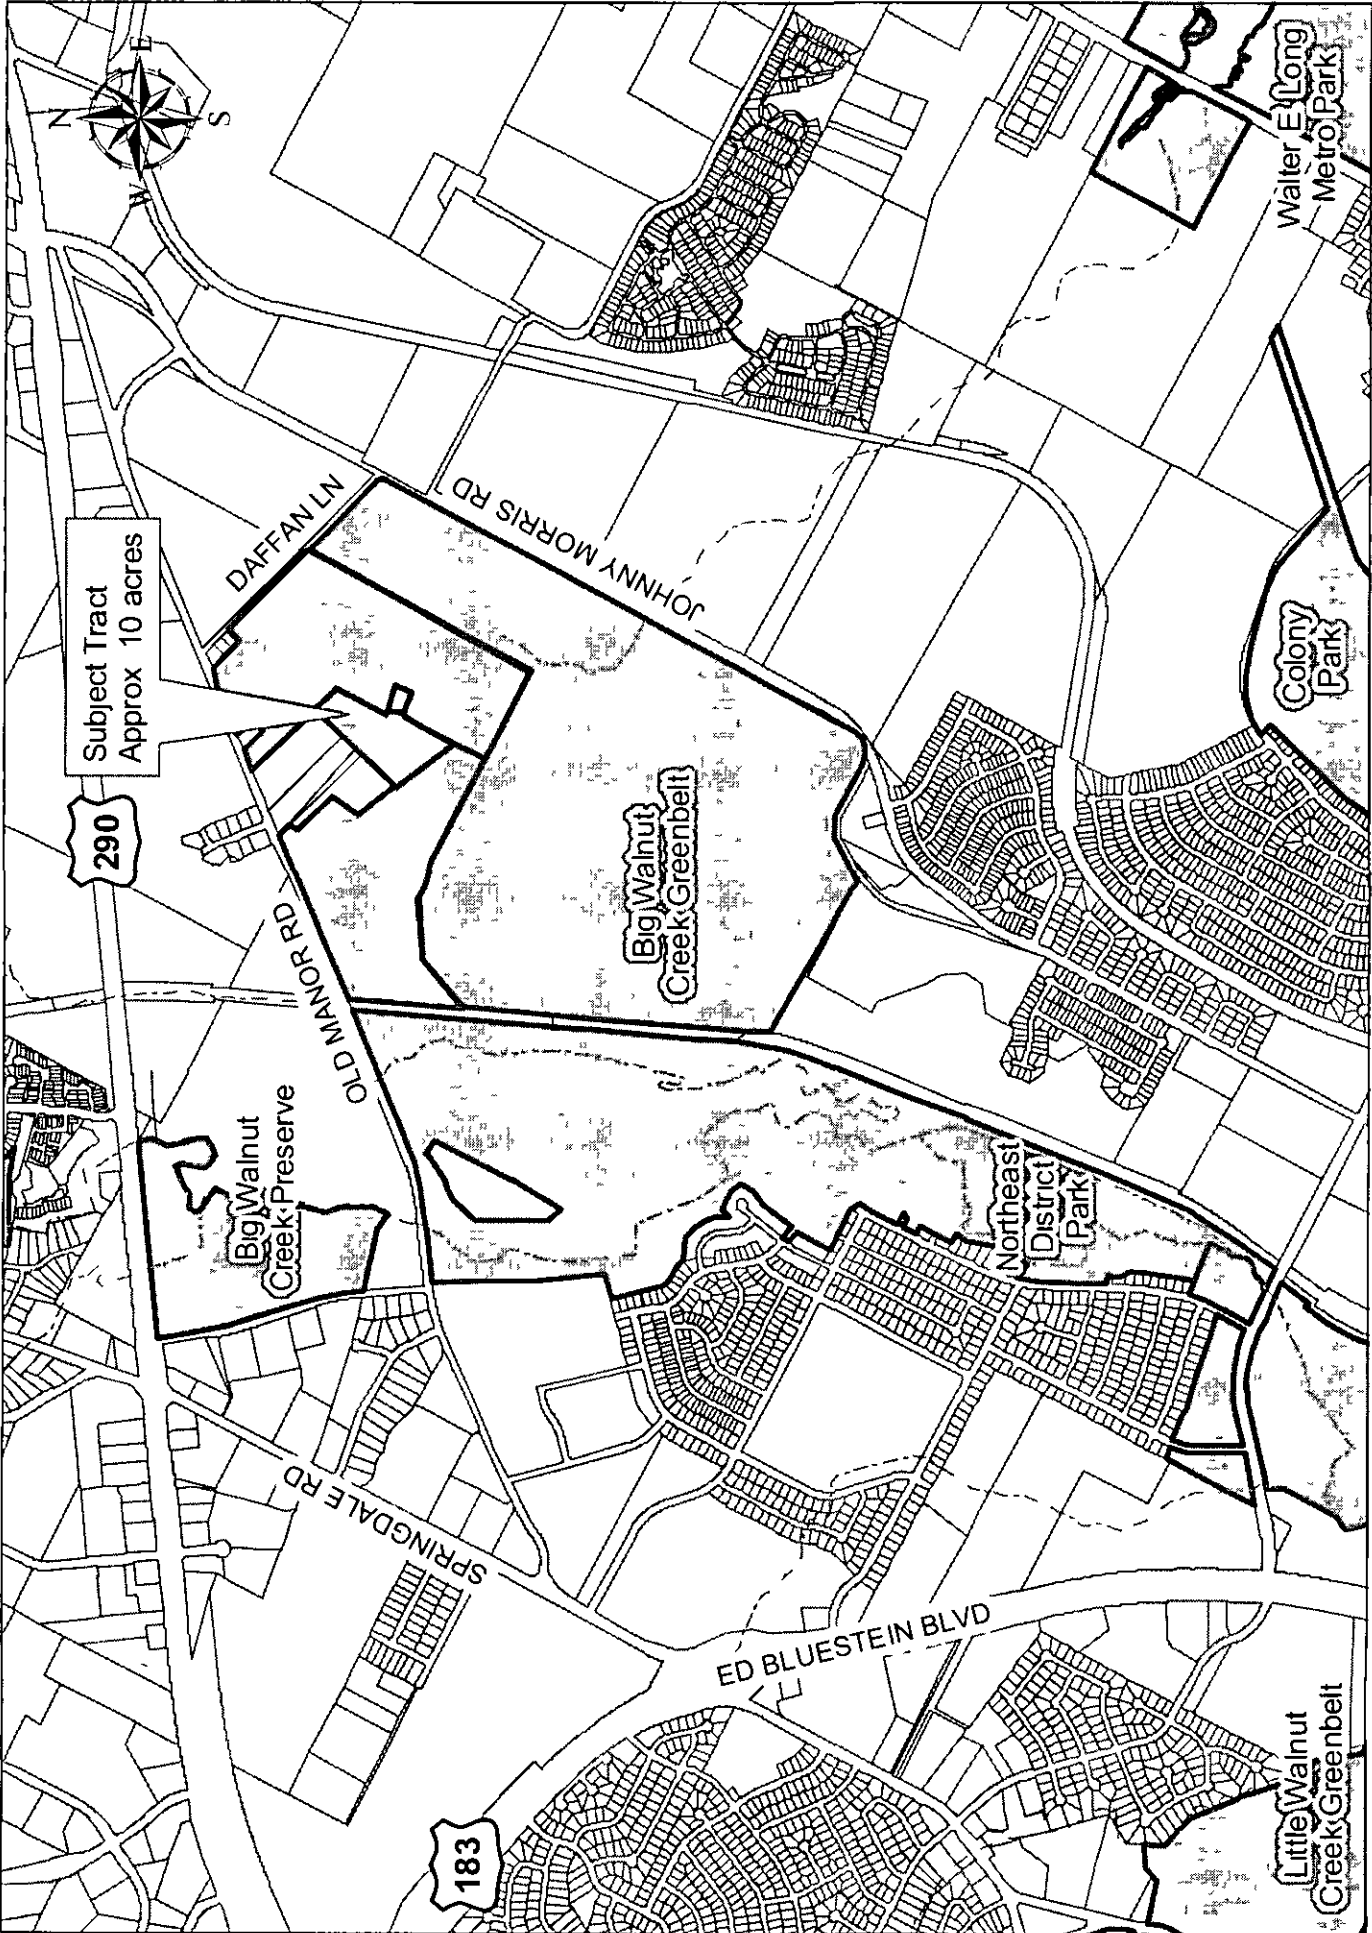 N
E
S
W
Subject Tract
Approx 10 acres
290
DAFFAN LN
JOHNNY MORRIS RD
OLD MANOR RD
Big Walnut
Creek Greenbelt
Big Walnut
Creek Preserve
Northeast
District
Park
Walter E Long
Metro Park
Colony
Park
SPRINGDALE RD
ED BLUESTEIN BLVD
183
Little Walnut
Creek Greenbelt